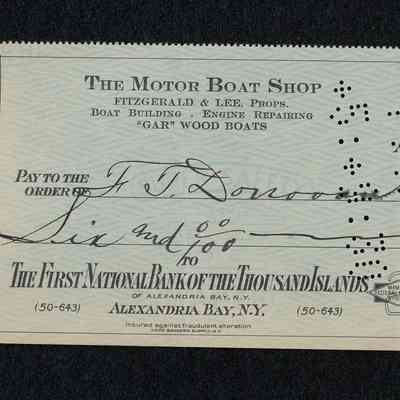 THE MOTOR BOAT SHOP
FITZGERALD & LEE, PROPS.
BOAT BUILDING . ENGINE REPAIRING
"GAR" WOOD BOATS
PAY TO THE
ORDER OF F T Donovan
Six and 00/100
TO
THE FIRST NATIONAL BANK OF THE THOUSAND ISLANDS
OF ALEXANDRIA BAY, N.Y.
(50-643) ALEXANDRIA BAY, N.Y. (50-643)
Insured against fraudulent alteration